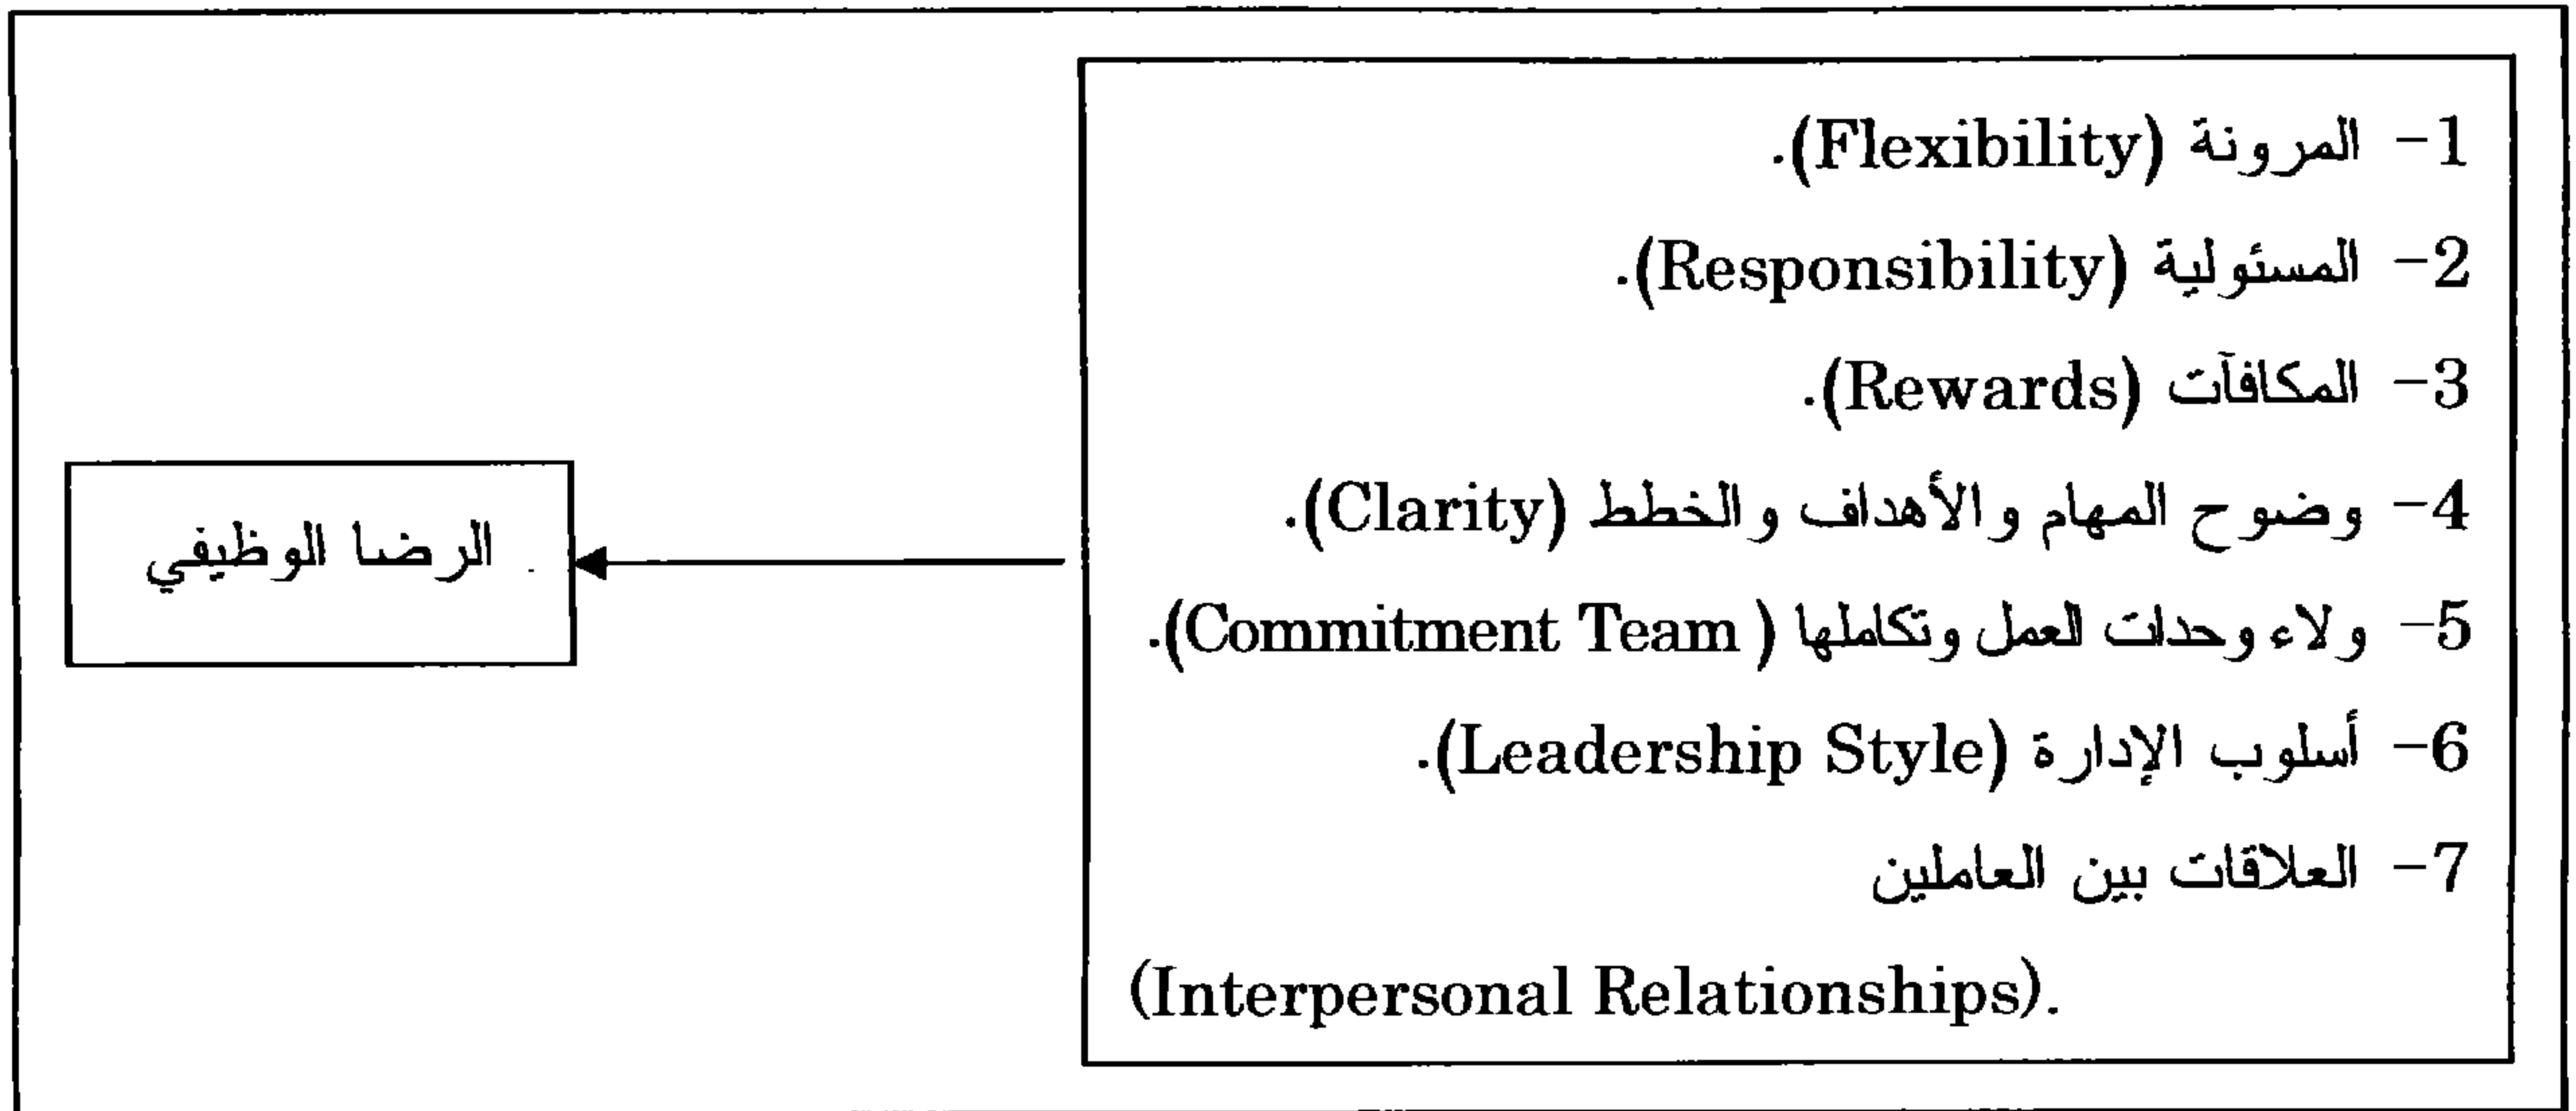 1- المرونة (Flexibility).
2- المسئولية (Responsibility).
3- المكافآت (Rewards).
4- وضوح المهام والأهداف والخطط (Clarity).
5- ولاء وحدات العمل وتكاملها (Commitment Team ).
6- أسلوب الإدارة (Leadership Style).
7- العلاقات بين العاملين
(Interpersonal Relationships).
الرضا الوظيفي